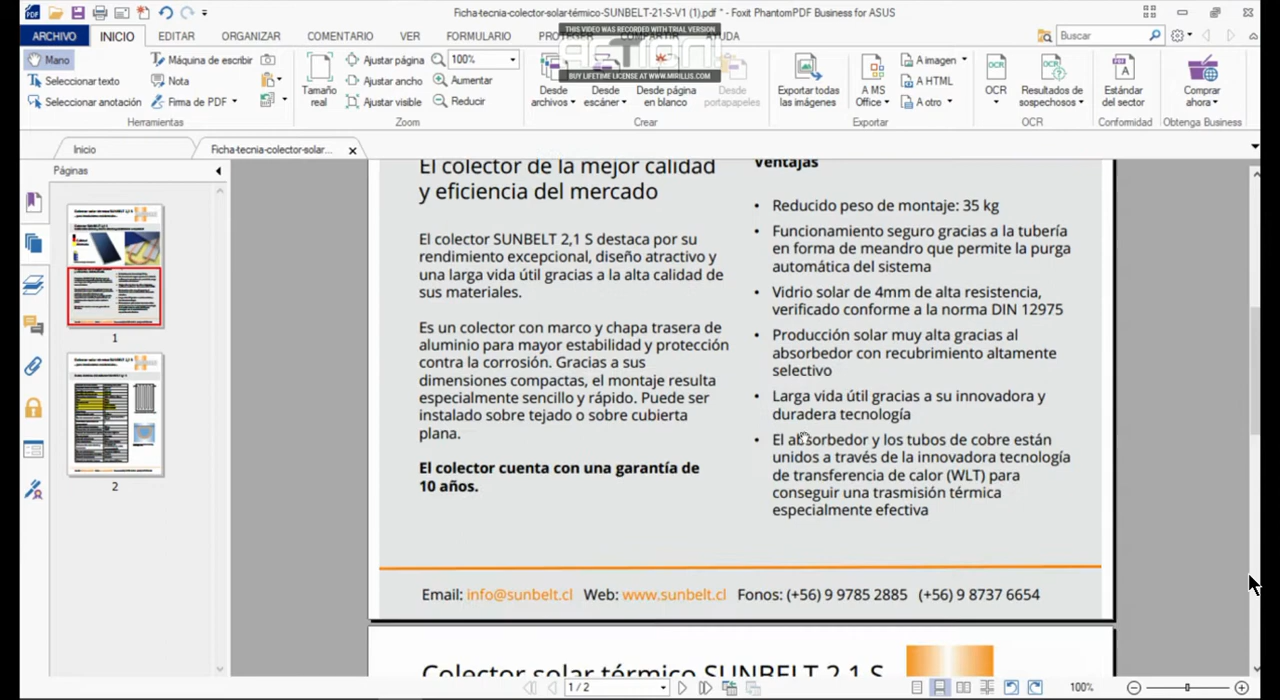 Ficha-tecnia-colector-solar-térmico-SUNBELT-21-S-V1 (1).pdf * - Foxit PhantomPDF Business for ASUS
THIS VIDEO WAS RECORDED WITH TRIAL VERSION
BUY LIFETIME LICENSE AT WWW.MIRILLIS.COM
ARCHIVO INICIO EDITAR ORGANIZAR COMENTARIO VER FORMULARIO AYUDA Buscar
Mano
Seleccionar texto
Seleccionar anotación
Máquina de escribir
Nota
Firma de PDF
Herramientas
Tamaño real
Ajustar página
Ajustar ancho
Ajustar visible
100%
Aumentar
Reducir
Zoom
Desde archivos
Desde escáner
Desde página en blanco
Desde portapapeles
Crear
Exportar todas las imágenes
A MS Office
A imagen
A HTML
A otro
Exportar
OCR
Resultados de sospechosos
OCR
Estándar del sector
Conformidad
Comprar ahora
Obtenga Business
Inicio
Ficha-tecnia-colector-solar...
Páginas
1
2
El colector de la mejor calidad
y eficiencia del mercado
El colector SUNBELT 2,1 S destaca por su
rendimiento excepcional, diseño atractivo y
una larga vida útil gracias a la alta calidad de
sus materiales.
Es un colector con marco y chapa trasera de
aluminio para mayor estabilidad y protección
contra la corrosión. Gracias a sus
dimensiones compactas, el montaje resulta
especialmente sencillo y rápido. Puede ser
instalado sobre tejado o sobre cubierta
plana.
El colector cuenta con una garantía de
10 años.
Ventajas
• Reducido peso de montaje: 35 kg
• Funcionamiento seguro gracias a la tubería
en forma de meandro que permite la purga
automática del sistema
• Vidrio solar de 4mm de alta resistencia,
verificado conforme a la norma DIN 12975
• Producción solar muy alta gracias al
absorbedor con recubrimiento altamente
selectivo
• Larga vida útil gracias a su innovadora y
duradera tecnología
• El absorbedor y los tubos de cobre están
unidos a través de la innovadora tecnología
de transferencia de calor (WLT) para
conseguir una trasmisión térmica
especialmente efectiva
Email: info@sunbelt.cl Web: www.sunbelt.cl Fonos: (+56) 9 9785 2885 (+56) 9 8737 6654
Colector solar térmico SUNBELT 2,1 S
1 / 2
100%